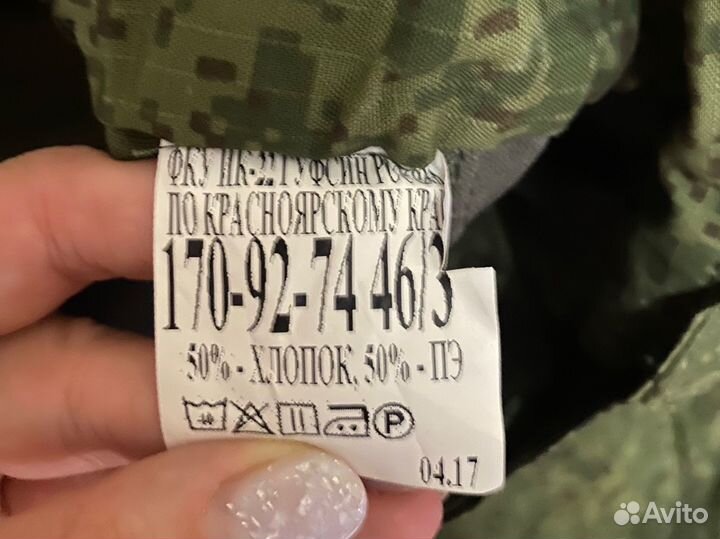 ФКУ ИК-22 ГУФСИН РОССИИ
ПО КРАСНОЯРСКОМУ КРА
170-92-74 46/3
50% - ХЛОПОК, 50% - ПЭ
P
04.17
Avito